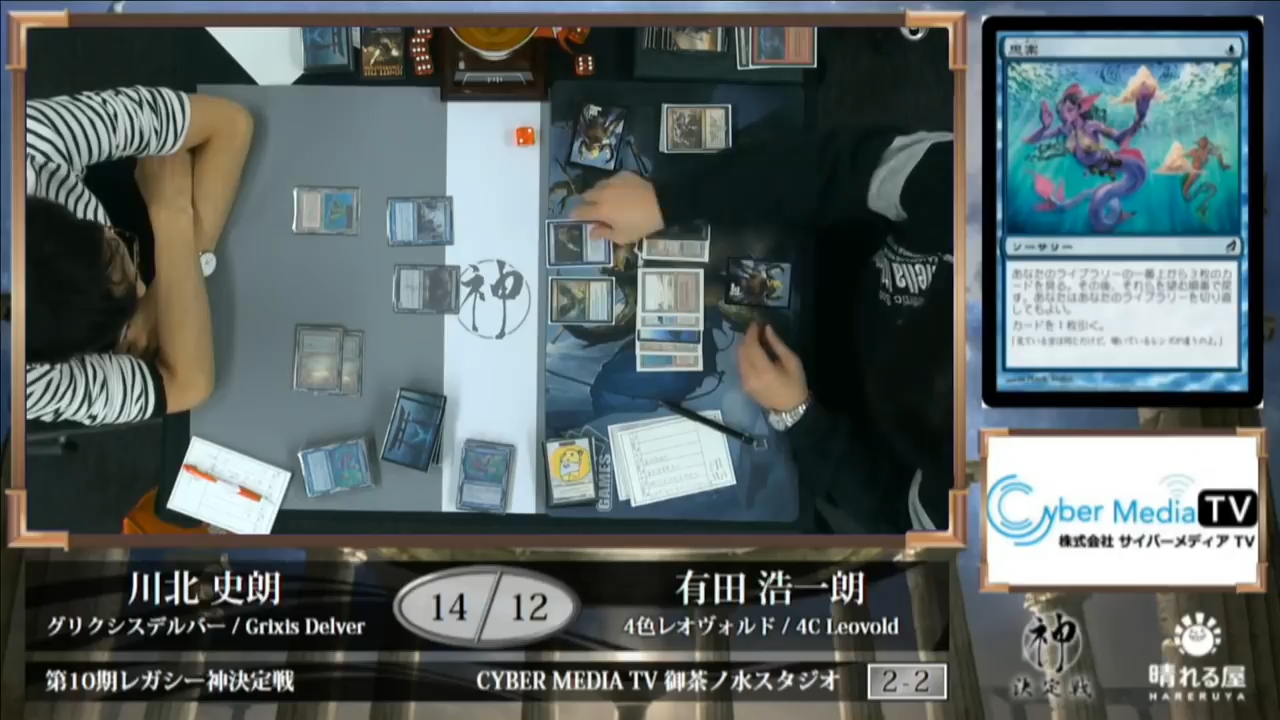 思案
ソーサリー
あなたのライブラリーの一番上から3枚のカ
ードを見る。その後、それらを望む順番で戻
す。あなたはあなたのライブラリーを切り直
してもよい。
カードを1枚引く。
神
GAMES
Cyber Media TV
株式会社 サイバーメディア TV
川北 史朗
グリクシスデルバー / Grixis Delver
14 / 12
有田 浩一朗
4色レオヴォルド / 4C Leovold
第10期レガシー神決定戦
CYBER MEDIA TV 御茶ノ水スタジオ
2-2
神
決定戦
晴れる屋
HARERUYA